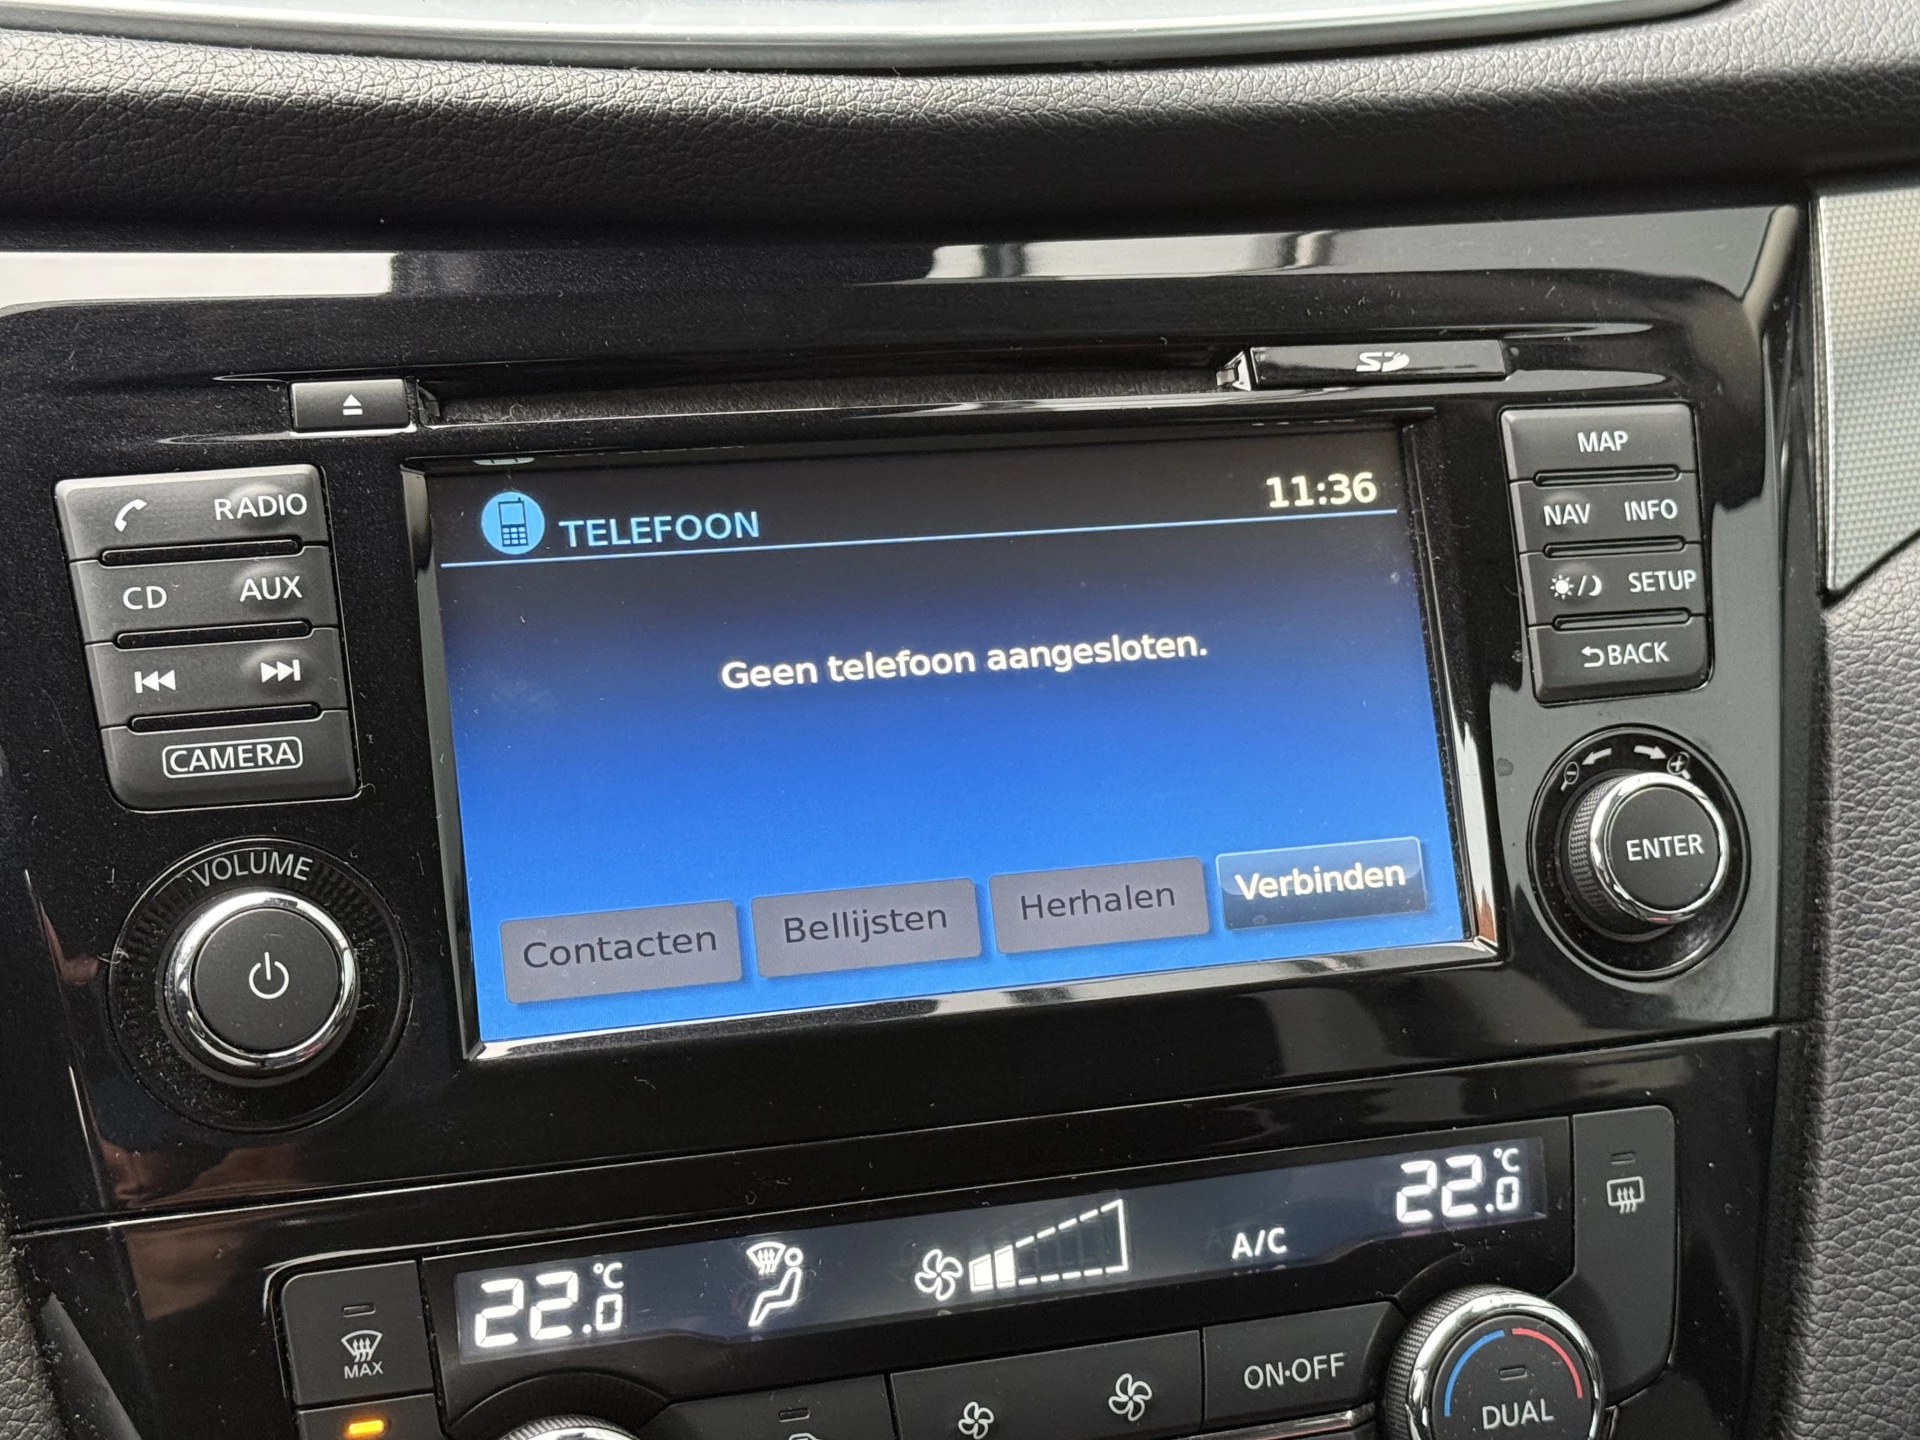 SD
MAP
NAV INFO
SETUP
BACK
ENTER
RADIO
CD AUX
CAMERA
VOLUME
TELEFOON 11:36
Geen telefoon aangesloten.
Contacten Bellijsten Herhalen Verbinden
22.0 °C A/C 22.0 °C
MAX
ON·OFF
DUAL